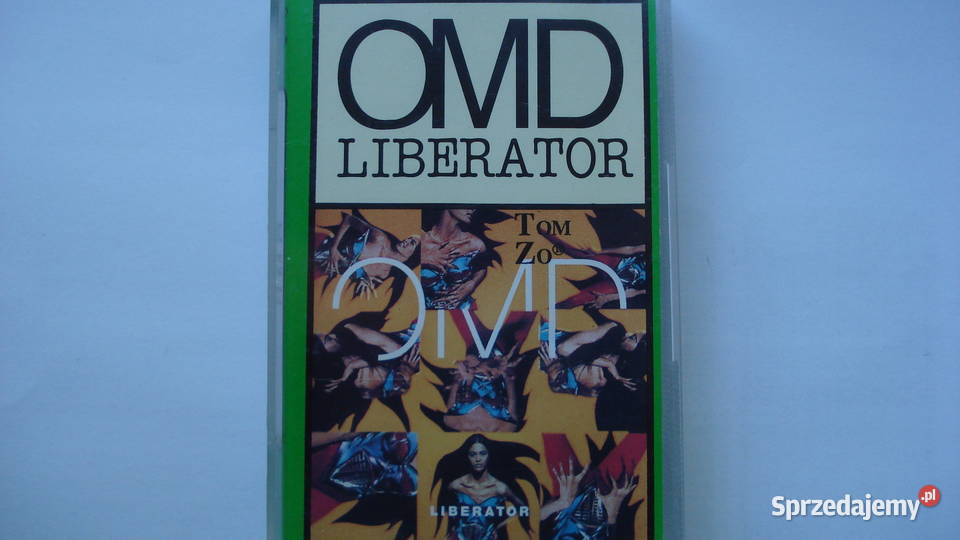 OMD
LIBERATOR
TOM
ZO®
OMD
LIBERATOR
Sprzedajemy.pl